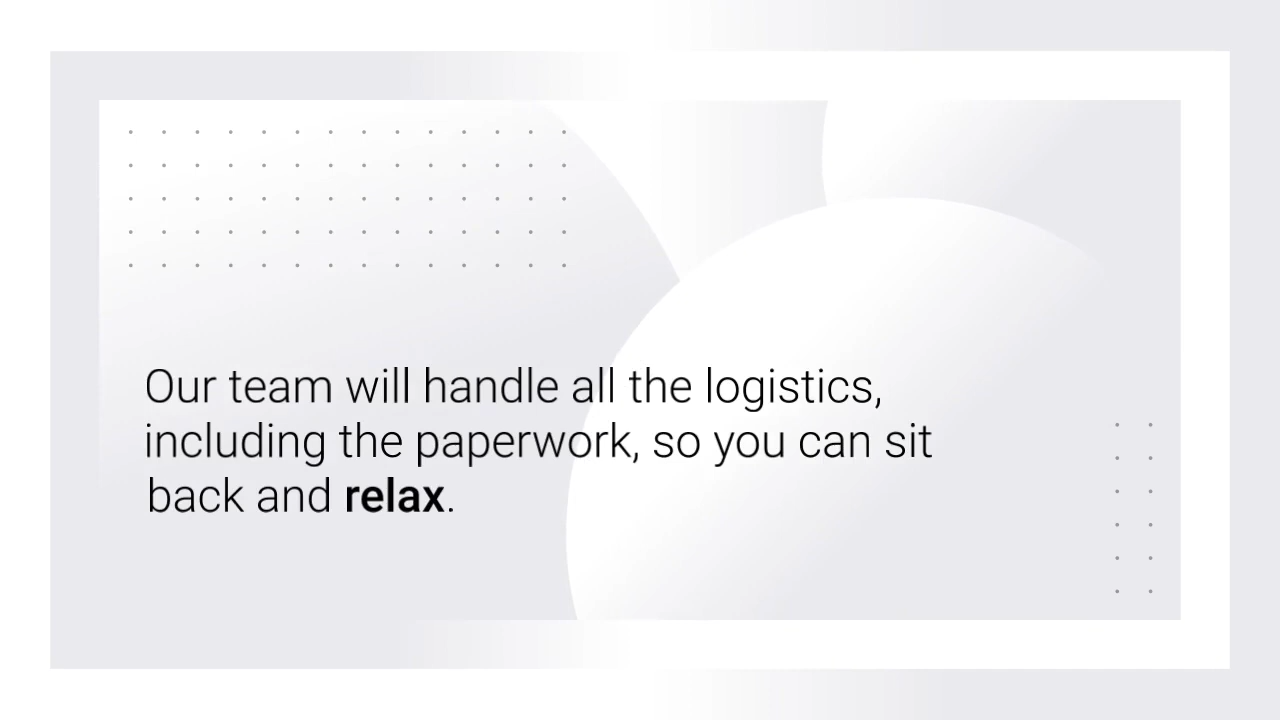 Our team will handle all the logistics,
including the paperwork, so you can sit
back and relax.